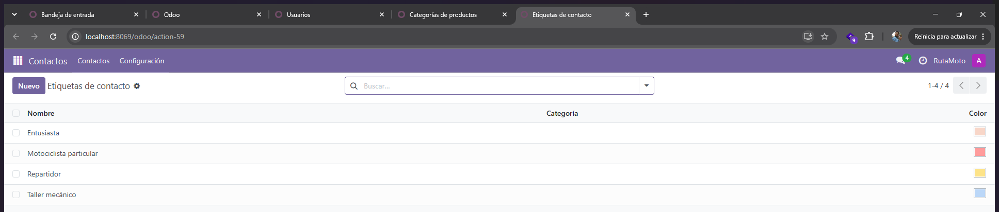 Bandeja de entrada
Odoo
Usuarios
Categorías de productos
Etiquetas de contacto
localhost:8069/odoo/action-59
9
Reinicia para actualizar
Contactos Contactos Configuración
4
RutaMoto
A
Nuevo Etiquetas de contacto
Buscar...
1-4 / 4
Nombre Categoría Color
Entusiasta
Motociclista particular
Repartidor
Taller mecánico